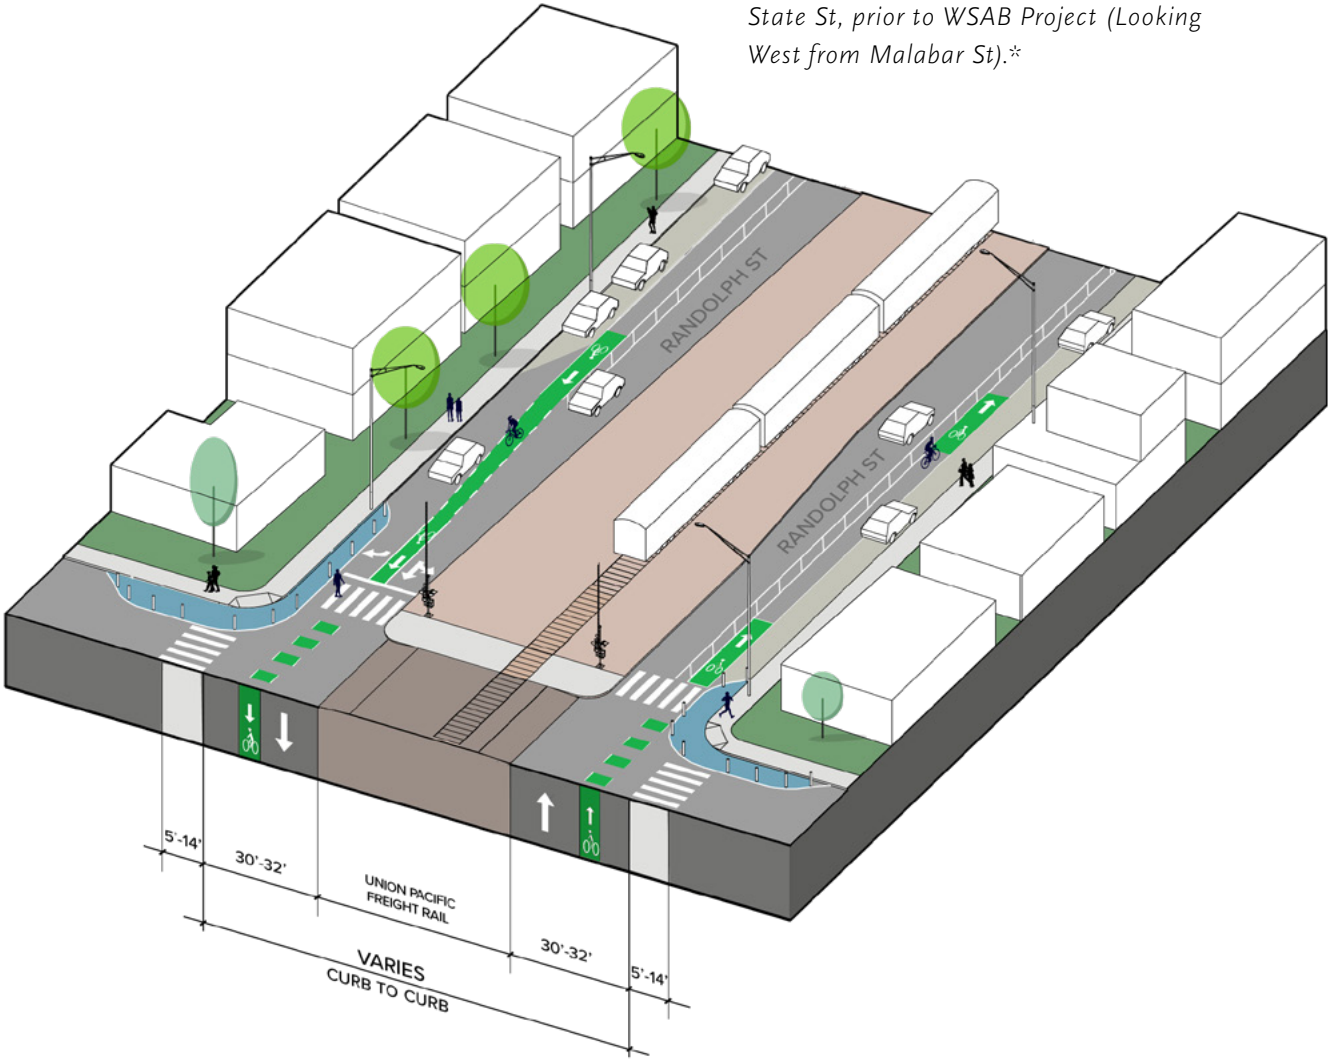 State St, prior to WSAB Project (Looking
West from Malabar St).*
RANDOLPH ST
RANDOLPH ST
5'-14'
30'-32'
UNION PACIFIC
FREIGHT RAIL
30'-32'
5'-14'
VARIES
CURB TO CURB